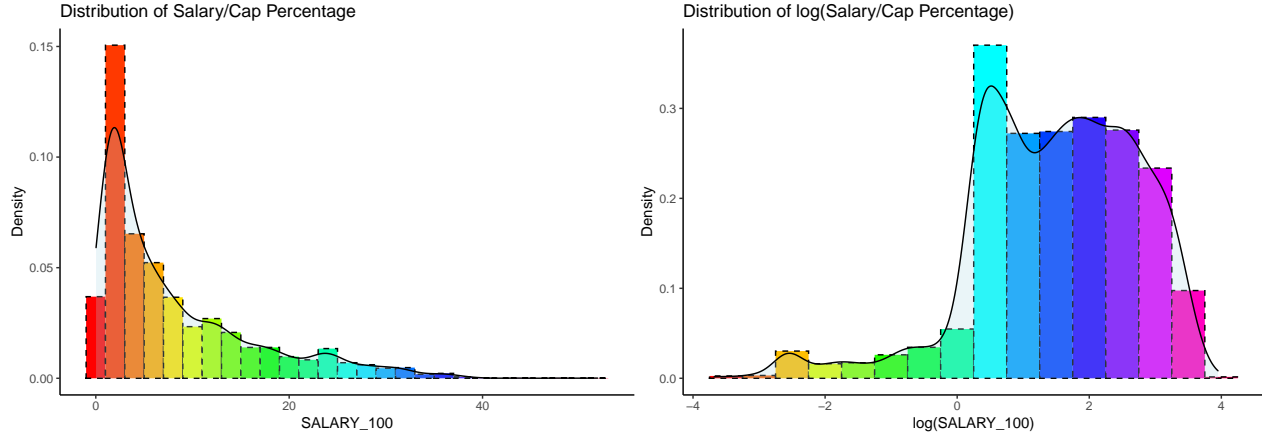 Distribution of Salary/Cap Percentage
Density
0.15
0.10
0.05
0.00
0
20
40
SALARY_100
Distribution of log(Salary/Cap Percentage)
Density
0.3
0.2
0.1
0.0
−4
−2
0
2
4
log(SALARY_100)